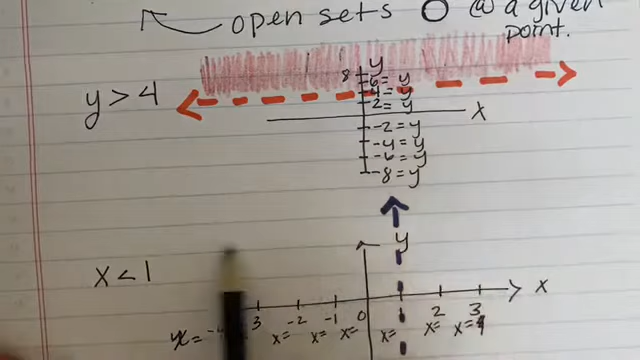 open sets O @ a given
point.
y > 4
y
8
6 = y
4 = y
2 = y
x
-2 = y
-4 = y
-6 = y
-8 = y
y
x < 1
x
3 -2 -1 0 1 2 3
x = x = x = x = x = x = x =